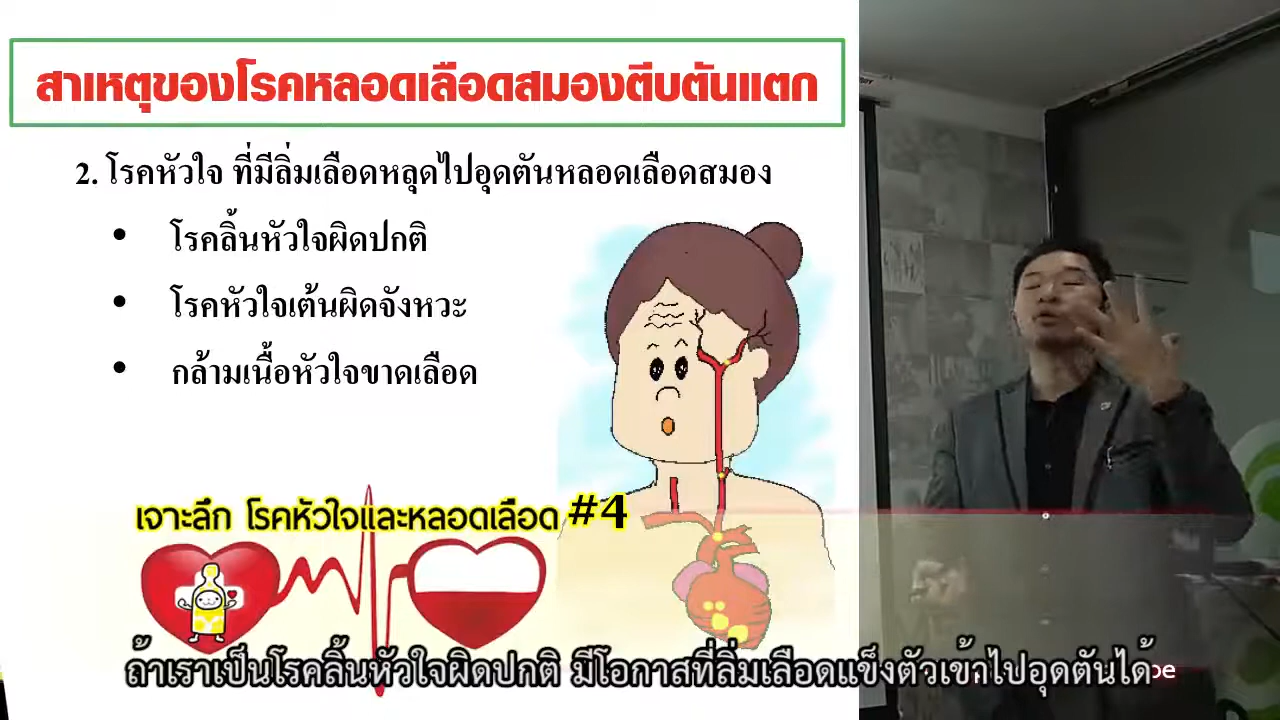 สาเหตุของโรคหลอดเลือดสมองตีบตันแตก
2. โรคหัวใจ ที่มีลิ่มเลือดหลุดไปอุดตันหลอดเลือดสมอง
• โรคลิ้นหัวใจผิดปกติ
• โรคหัวใจเต้นผิดจังหวะ
• กล้ามเนื้อหัวใจขาดเลือด
เจาะลึก โรคหัวใจและหลอดเลือด #4
ถ้าเราเป็นโรคลิ้นหัวใจผิดปกติ มีโอกาสที่ลิ่มเลือดแข็งตัวเข้าไปอุดตันได้